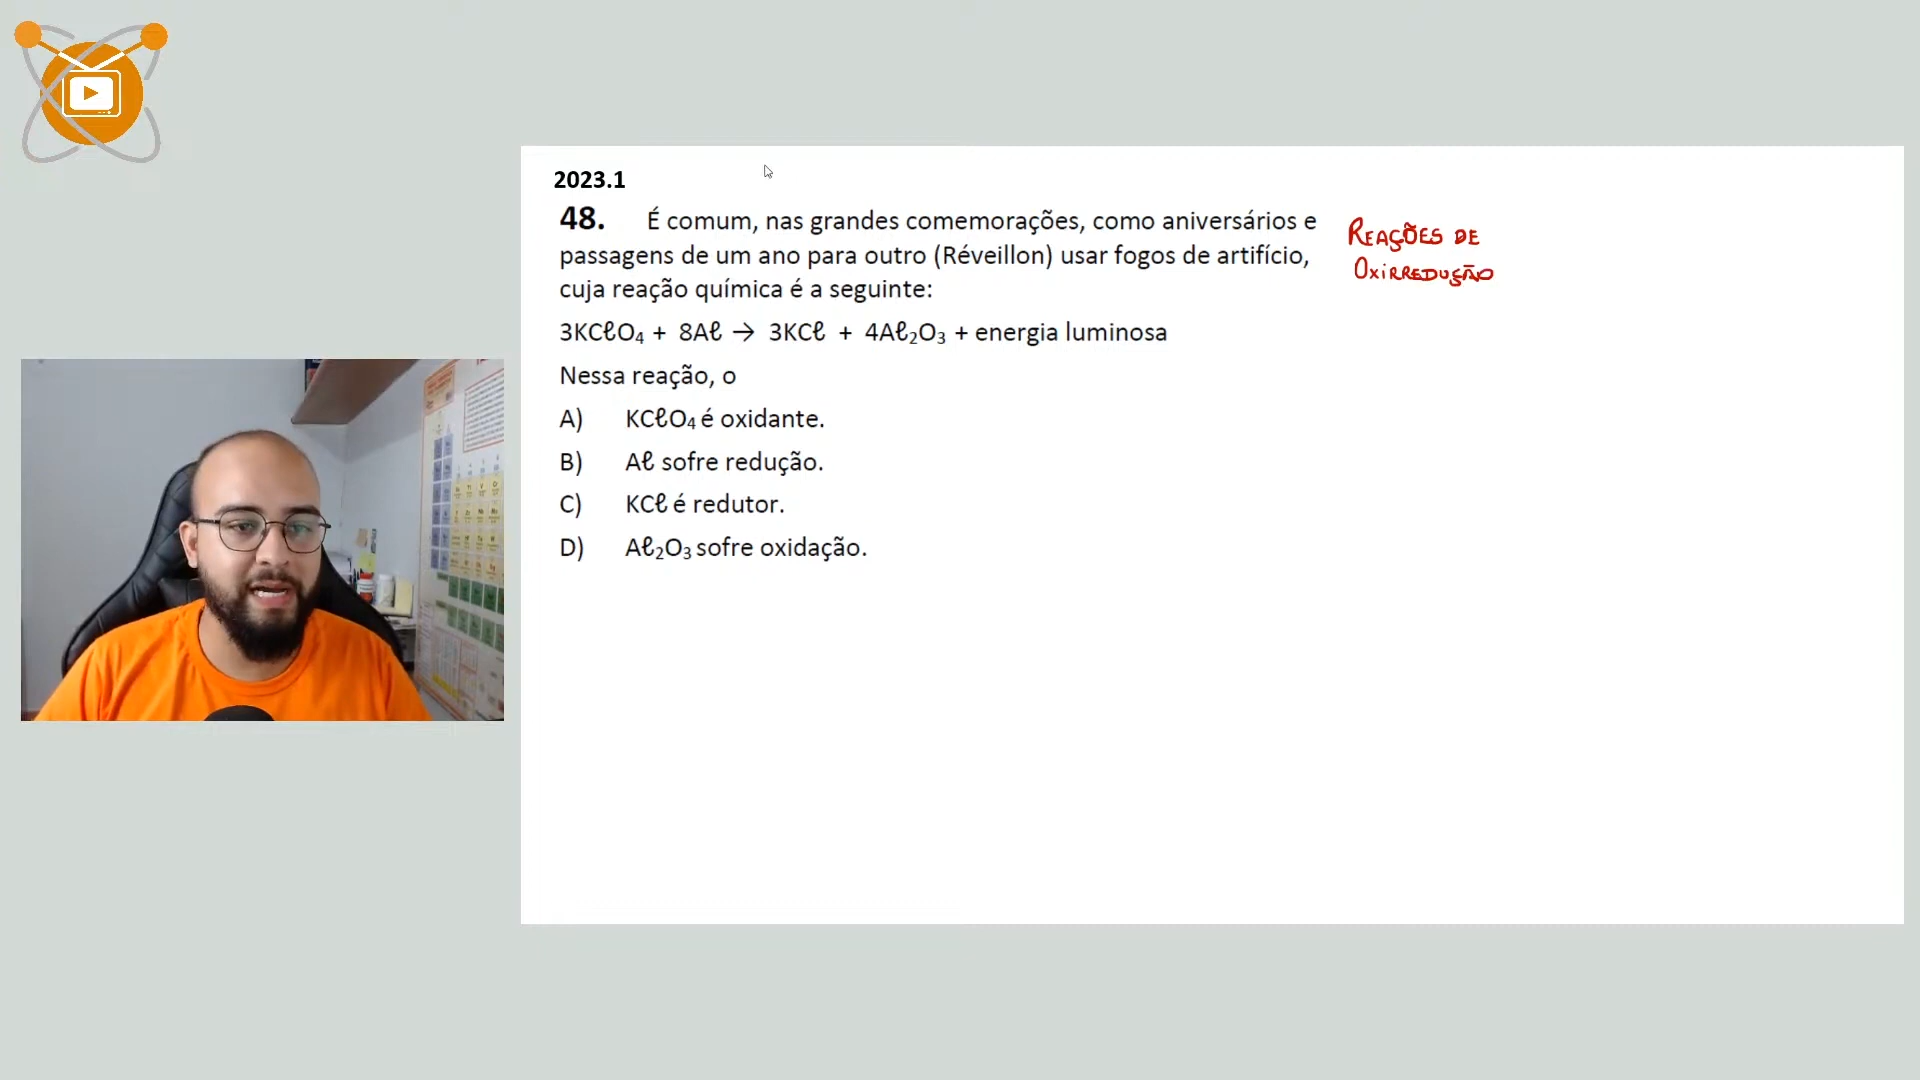 2023.1
48. É comum, nas grandes comemorações, como aniversários e
passagens de um ano para outro (Réveillon) usar fogos de artifício,
cuja reação química é a seguinte:
3KCℓO₄ + 8Aℓ → 3KCℓ + 4Aℓ₂O₃ + energia luminosa
Nessa reação, o
A) KCℓO₄ é oxidante.
B) Aℓ sofre redução.
C) KCℓ é redutor.
D) Aℓ₂O₃ sofre oxidação.
REAÇÕES DE
OXIRREDUÇÃO